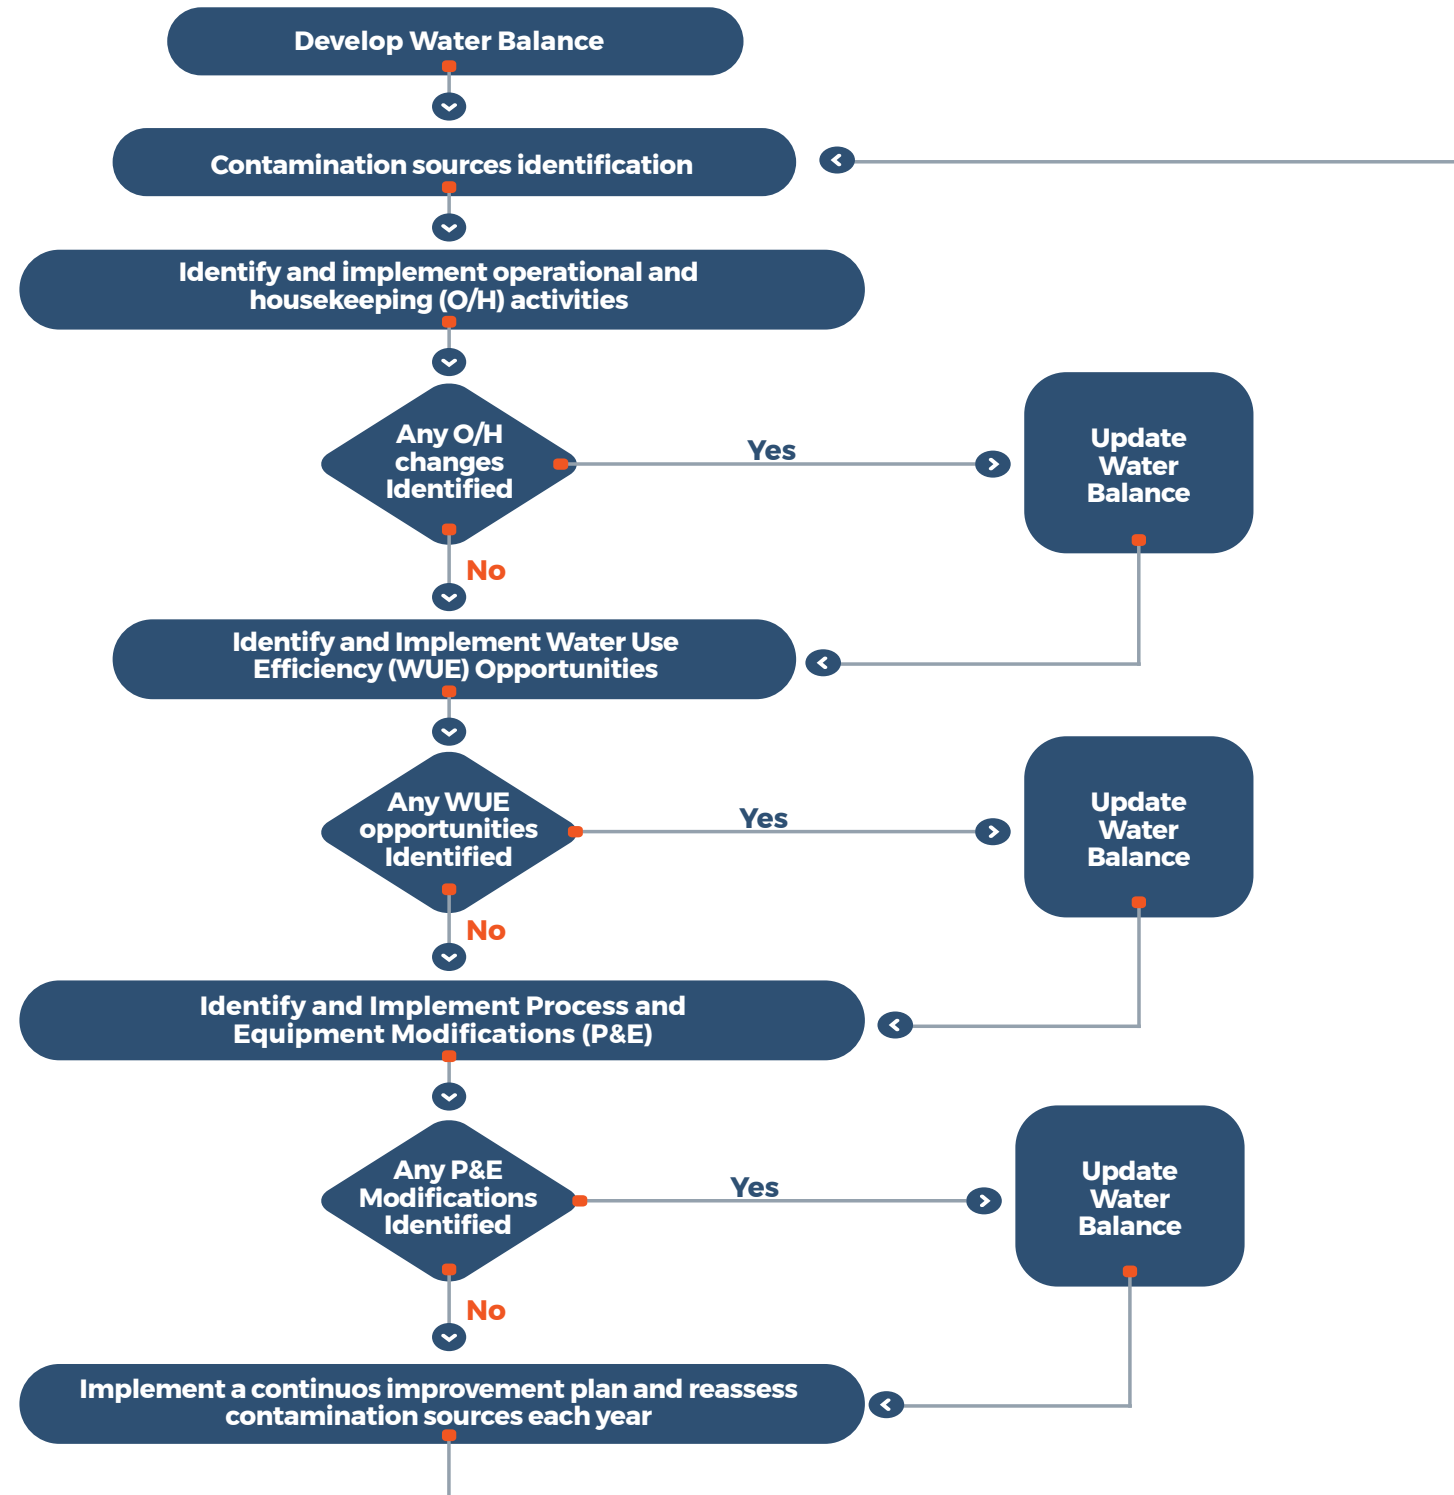 Develop Water Balance
Contamination sources identification
Identify and implement operational and
housekeeping (O/H) activities
Any O/H
changes
Identified
Yes
Update
Water
Balance
No
Identify and Implement Water Use
Efficiency (WUE) Opportunities
Any WUE
opportunities
Identified
Yes
Update
Water
Balance
No
Identify and Implement Process and
Equipment Modifications (P&E)
Any P&E
Modifications
Identified
Yes
Update
Water
Balance
No
Implement a continuos improvement plan and reassess
contamination sources each year